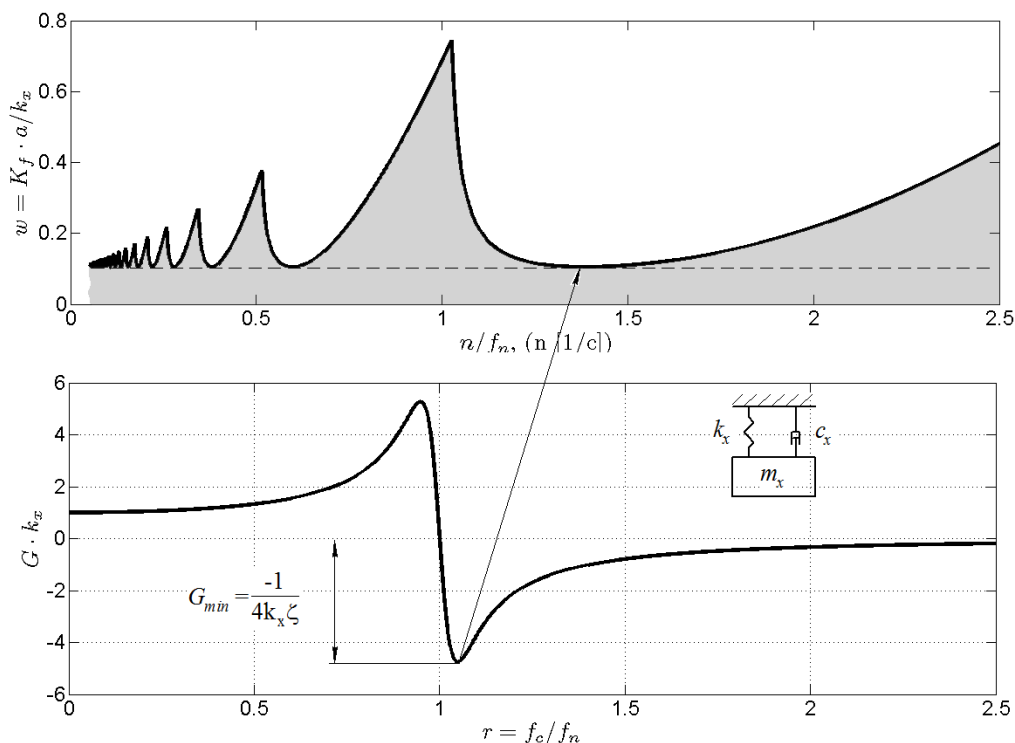 0.8
0.6
0.4
0.2
0
w = K_f · a/k_x
0 0.5 1 1.5 2 2.5
n/f_n, (n [1/c])
6
4
2
0
-2
-4
-6
G · k_x
k_x c_x
m_x
G_min = -1
4k_xζ
0 0.5 1 1.5 2 2.5
r = f_c/f_n